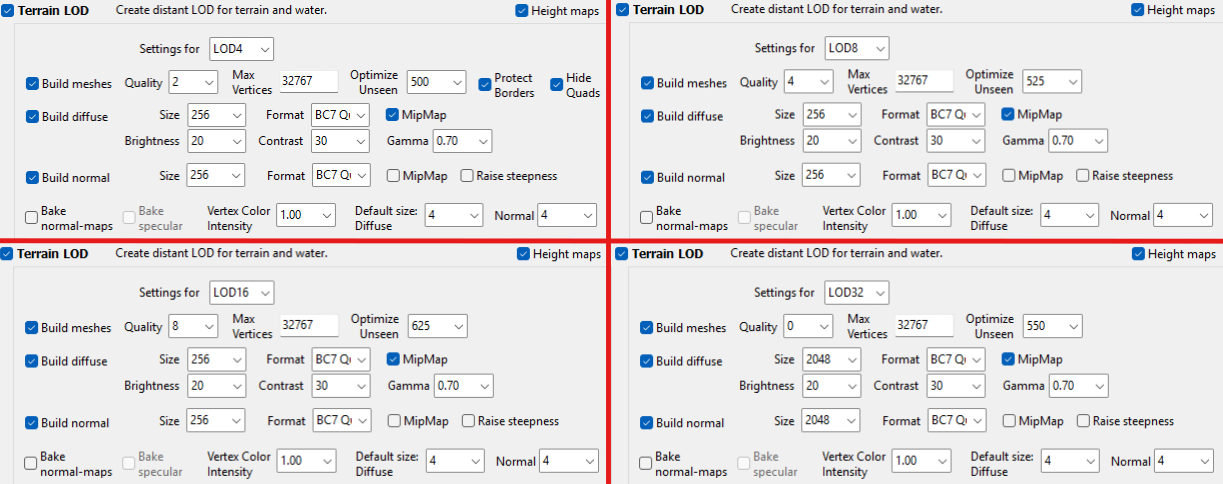 Terrain LOD Create distant LOD for terrain and water. Height maps
Settings for LOD4
Build meshes Quality 2 Max Vertices 32767 Optimize Unseen 500 Protect Borders Hide Quads
Build diffuse Size 256 Format BC7 Qu MipMap
Brightness 20 Contrast 30 Gamma 0.70
Build normal Size 256 Format BC7 Qu MipMap Raise steepness
Bake normal-maps Bake specular Vertex Color Intensity 1.00 Default size: Diffuse 4 Normal 4
Terrain LOD Create distant LOD for terrain and water. Height maps
Settings for LOD8
Build meshes Quality 4 Max Vertices 32767 Optimize Unseen 525
Build diffuse Size 256 Format BC7 Qu MipMap
Brightness 20 Contrast 30 Gamma 0.70
Build normal Size 256 Format BC7 Qu MipMap Raise steepness
Bake normal-maps Bake specular Vertex Color Intensity 1.00 Default size: Diffuse 4 Normal 4
Terrain LOD Create distant LOD for terrain and water. Height maps
Settings for LOD16
Build meshes Quality 8 Max Vertices 32767 Optimize Unseen 625
Build diffuse Size 256 Format BC7 Qu MipMap
Brightness 20 Contrast 30 Gamma 0.70
Build normal Size 256 Format BC7 Qu MipMap Raise steepness
Bake normal-maps Bake specular Vertex Color Intensity 1.00 Default size: Diffuse 4 Normal 4
Terrain LOD Create distant LOD for terrain and water. Height maps
Settings for LOD32
Build meshes Quality 0 Max Vertices 32767 Optimize Unseen 550
Build diffuse Size 2048 Format BC7 Qu MipMap
Brightness 20 Contrast 30 Gamma 0.70
Build normal Size 2048 Format BC7 Qu MipMap Raise steepness
Bake normal-maps Bake specular Vertex Color Intensity 1.00 Default size: Diffuse 4 Normal 4